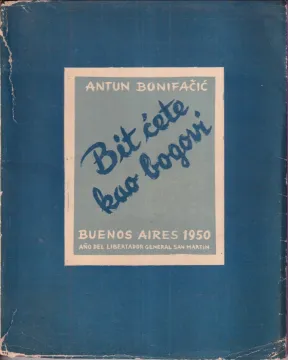 ANTUN BONIFAČIĆ
Bit ćete
kao bogovi
BUENOS AIRES 1950
AÑO DEL LIBERTADOR GENERAL SAN MARTIN